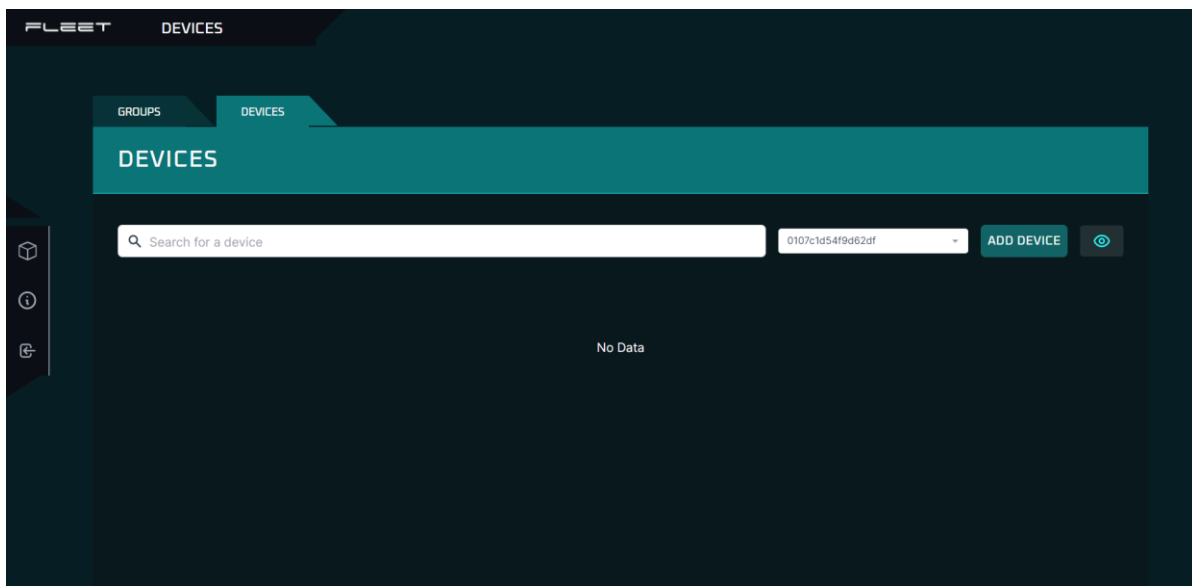 FLEET DEVICES
GROUPS DEVICES
DEVICES
Search for a device 0107c1d54f9d62df ADD DEVICE
No Data